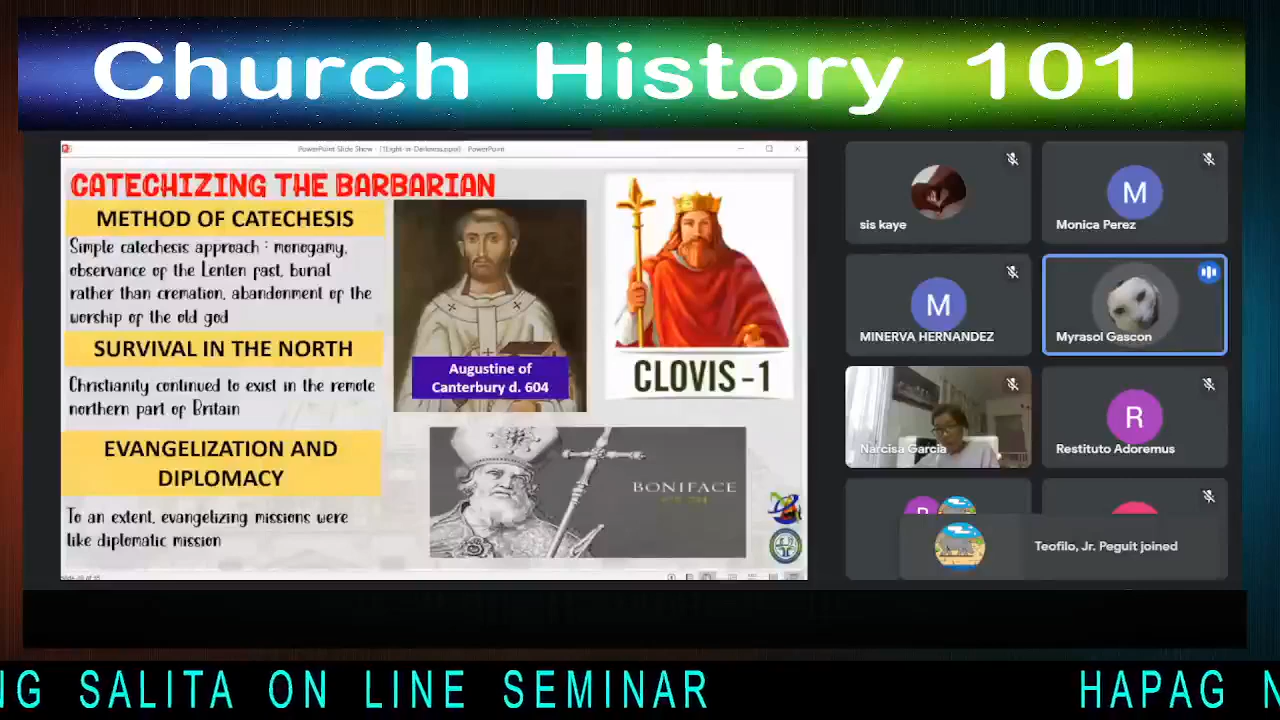 Church History 101
PowerPoint Slide Show - [1Light-in-Darkness.ppsx] - PowerPoint
CATECHIZING THE BARBARIAN
METHOD OF CATECHESIS
Simple catechesis approach : monogamy,
observance of the Lenten fast, burial
rather than cremation, abandonment of the
worship of the old god
SURVIVAL IN THE NORTH
Christianity continued to exist in the remote
northern part of Britain
EVANGELIZATION AND
DIPLOMACY
To an extent, evangelizing missions were
like diplomatic mission
Augustine of
Canterbury d. 604
CLOVIS -1
BONIFACE
sis kaye
M
Monica Perez
M
MINERVA HERNANDEZ
Myrasol Gascon
Narcisa Garcia
R
Restituto Adoremus
Teofilo, Jr. Peguit joined
NG SALITA ON LINE SEMINAR
HAPAG N